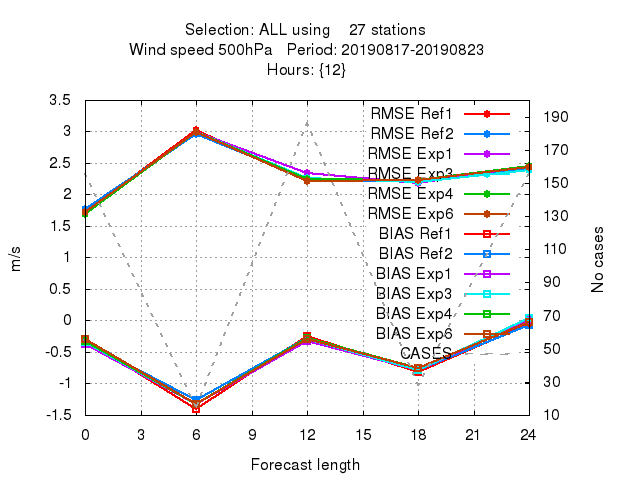 Selection: ALL using 27 stations
Wind speed 500hPa Period: 20190817-20190823
Hours: {12}
3.5
3
2.5
2
1.5
1
0.5
0
-0.5
-1
-1.5
m/s
190
170
150
130
110
90
70
50
30
10
No cases
RMSE Ref1
RMSE Ref2
RMSE Exp1
RMSE Exp3
RMSE Exp4
RMSE Exp6
BIAS Ref1
BIAS Ref2
BIAS Exp1
BIAS Exp3
BIAS Exp4
BIAS Exp6
CASES
0 3 6 9 12 15 18 21 24
Forecast length